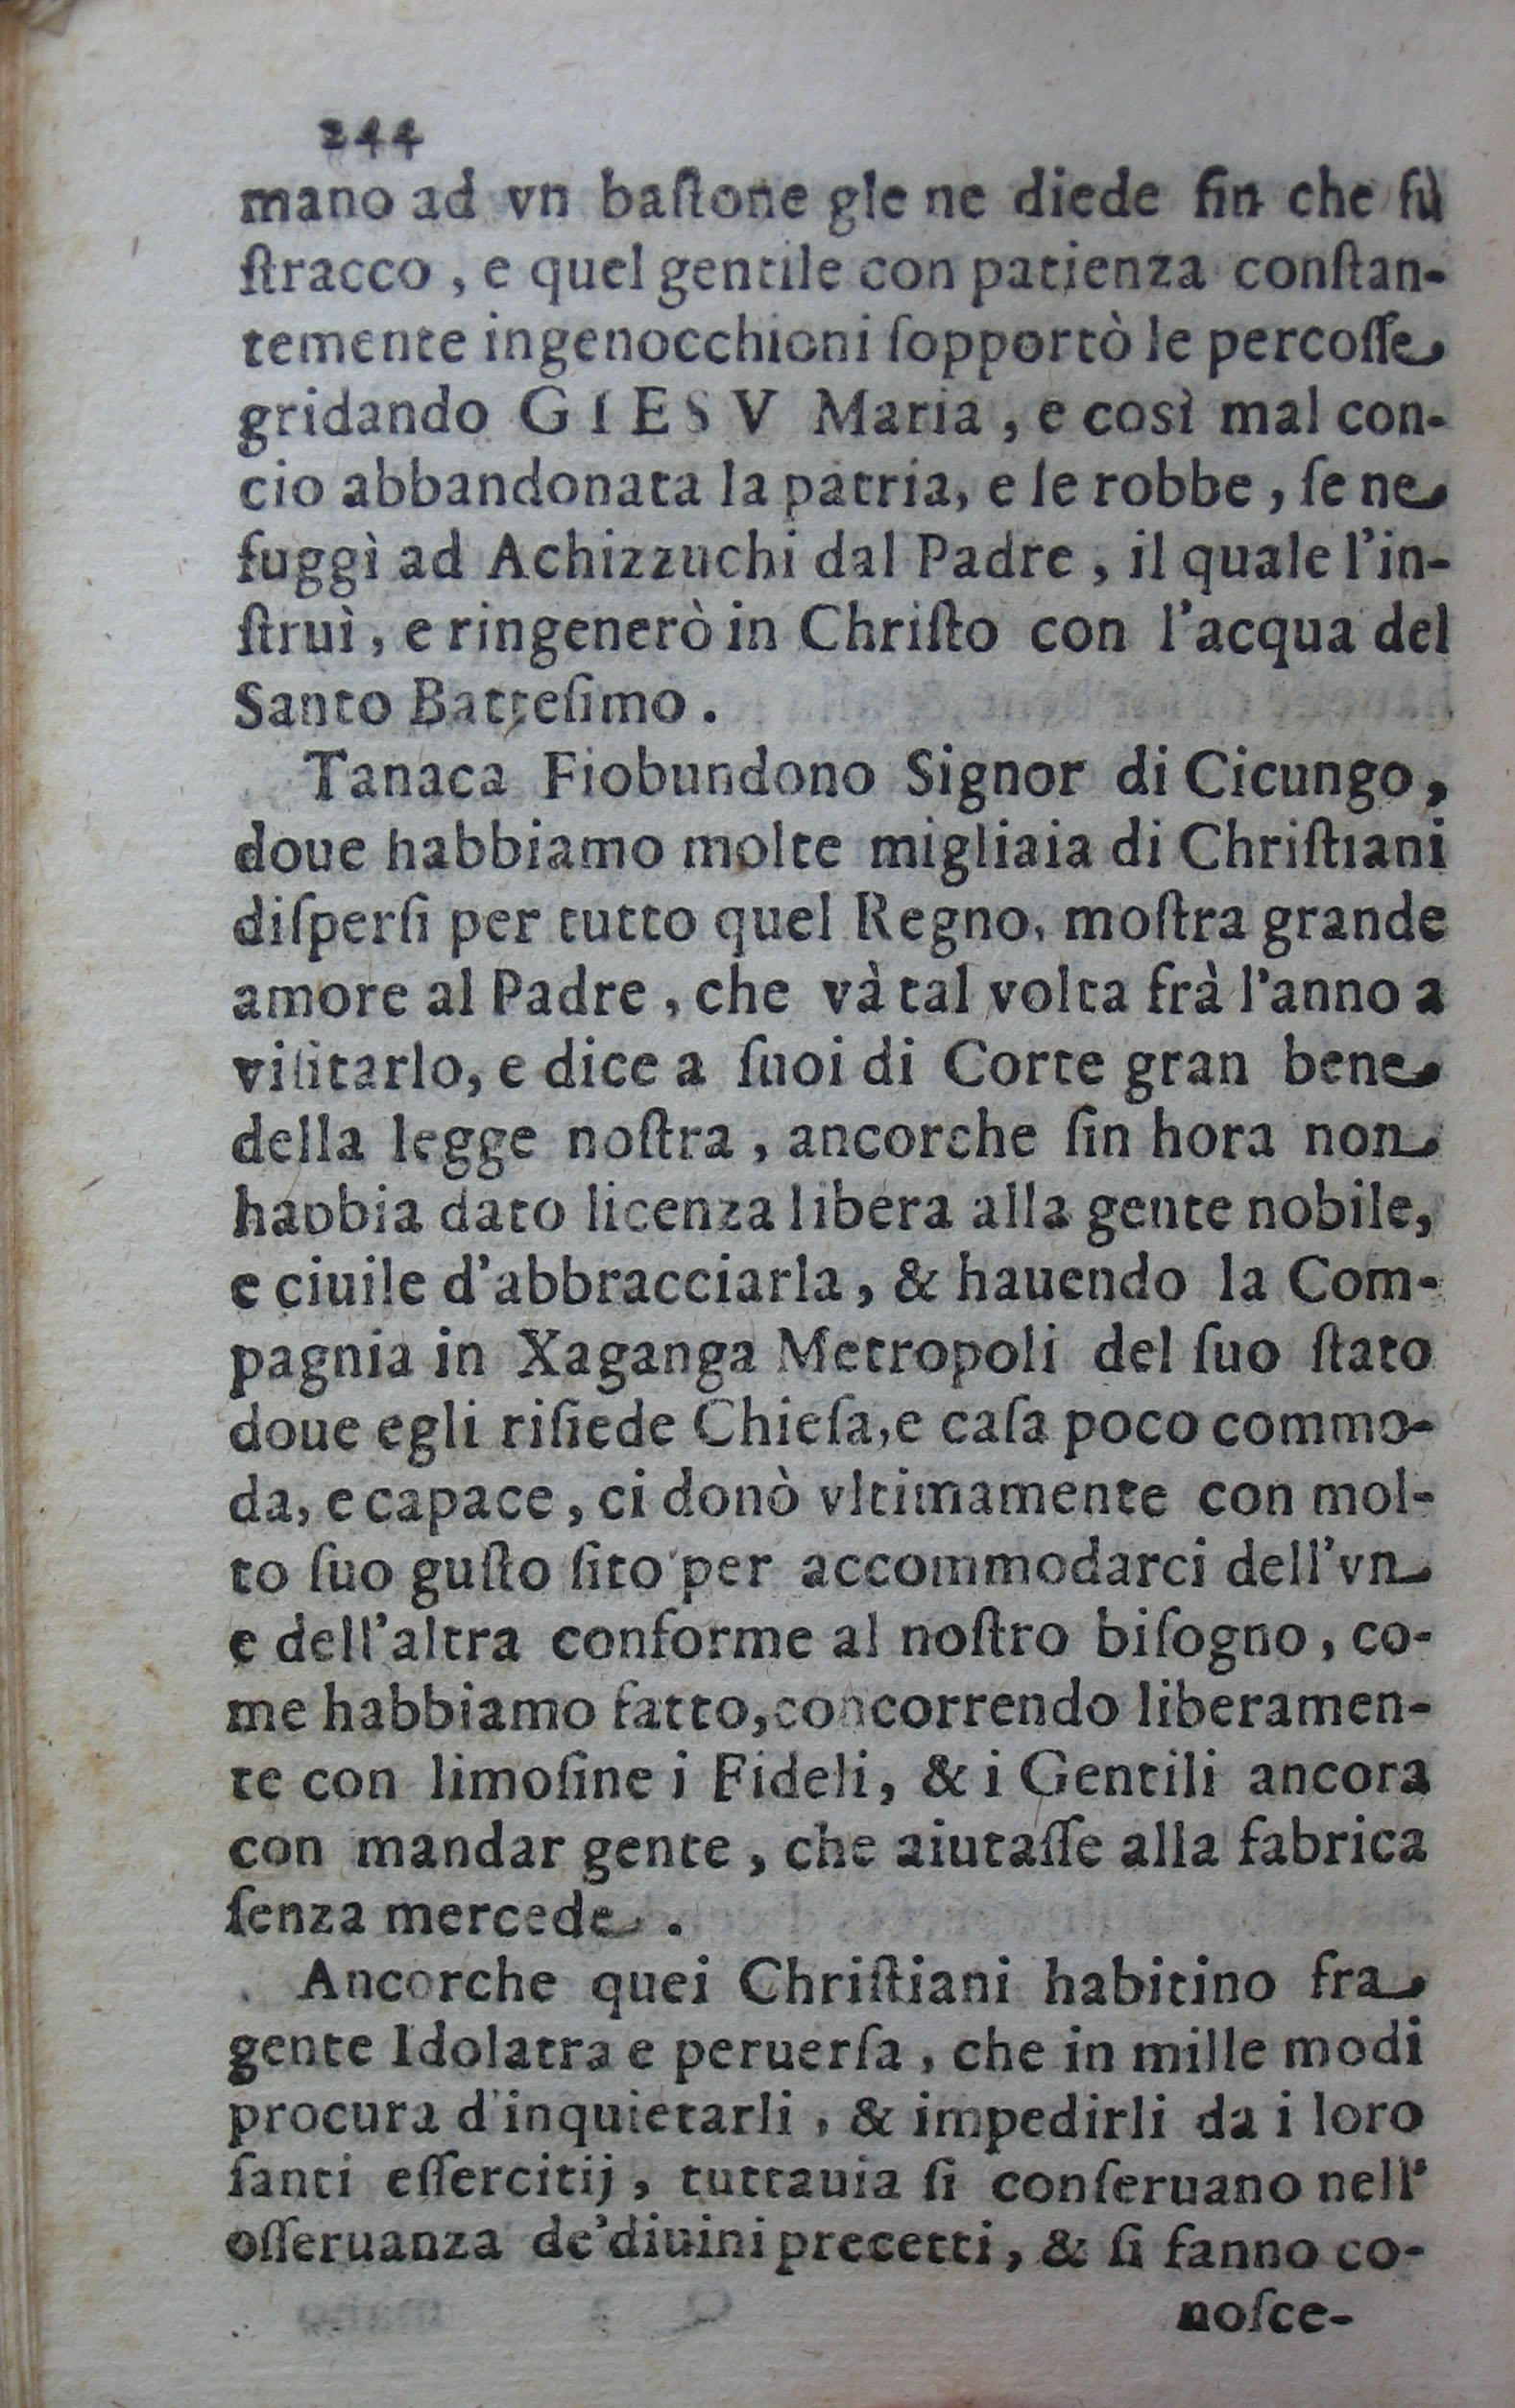 244
mano ad vn baſtone gle ne diede fin che fù
ſtracco, e quel gentile con patienza conſtan-
temente ingenocchioni ſopportò le percoſſe
gridando GIESV Maria, e così mal con-
cio abbandonata la patria, e le robbe, ſe ne
fuggì ad Achizzuchi dal Padre, il quale l'in-
ſtruì, e ringenerò in Chriſto con l'acqua del
Santo Batteſimo.
Tanaca Fiobundono Signor di Cicungo,
doue habbiamo molte migliaia di Chriſtiani
diſperſi per tutto quel Regno, moſtra grande
amore al Padre, che và tal volta frà l'anno a
viſitarlo, e dice a ſuoi di Corte gran bene
della legge noſtra, ancorche ſin hora non
habbia dato licenza libera alla gente nobile,
e ciuile d'abbracciarla, & hauendo la Com-
pagnia in Xaganga Metropoli del ſuo ſtato
doue egli riſiede Chieſa, e caſa poco commo-
da, e capace, ci donò vltimamente con mol-
to ſuo guſto ſito per accommodarci dell'vn
e dell'altra conforme al noſtro biſogno, co-
me habbiamo fatto, concorrendo liberamen-
te con limoſine i Fideli, & i Gentili ancora
con mandar gente, che aiutaſſe alla fabrica
ſenza mercede.
Ancorche quei Chriſtiani habitino fra
gente Idolatra e peruerſa, che in mille modi
procura d'inquietarli, & impedirli da i loro
ſanti eſſercitij, tuttauia ſi conſeruano nell'
oſſeruanza de'diuini precetti, & ſi fanno co-
noſce-